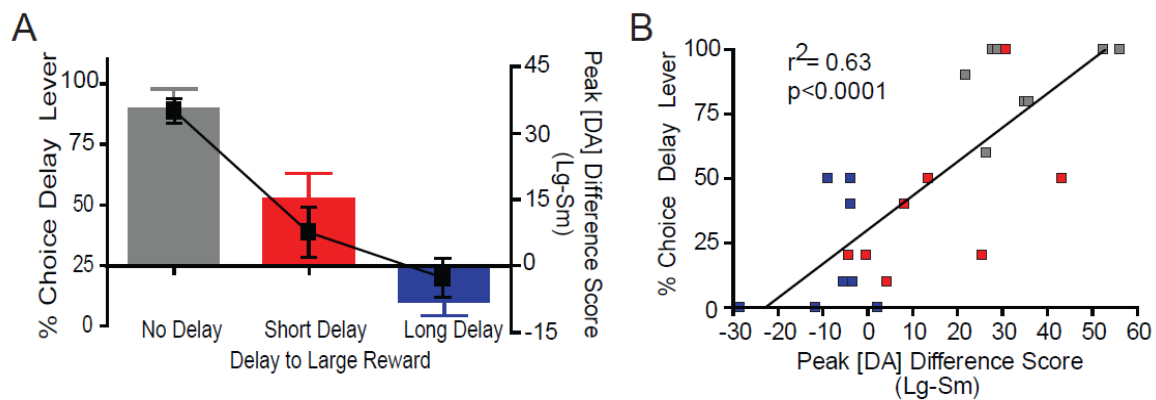 A
% Choice Delay Lever
100
75
50
25
0
No Delay
Short Delay
Long Delay
Delay to Large Reward
45
30
15
0
-15
Peak [DA] Difference Score
(Lg-Sm)
B
% Choice Delay Lever
100
75
50
25
0
r2= 0.63
p<0.0001
-30 -20 -10 0 10 20 30 40 50 60
Peak [DA] Difference Score
(Lg-Sm)